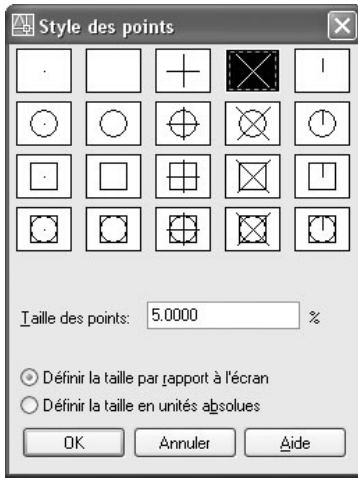 Style des points
Taille des points: 5.0000 %
Définir la taille par rapport à l'écran
Définir la taille en unités absolues
OK Annuler Aide